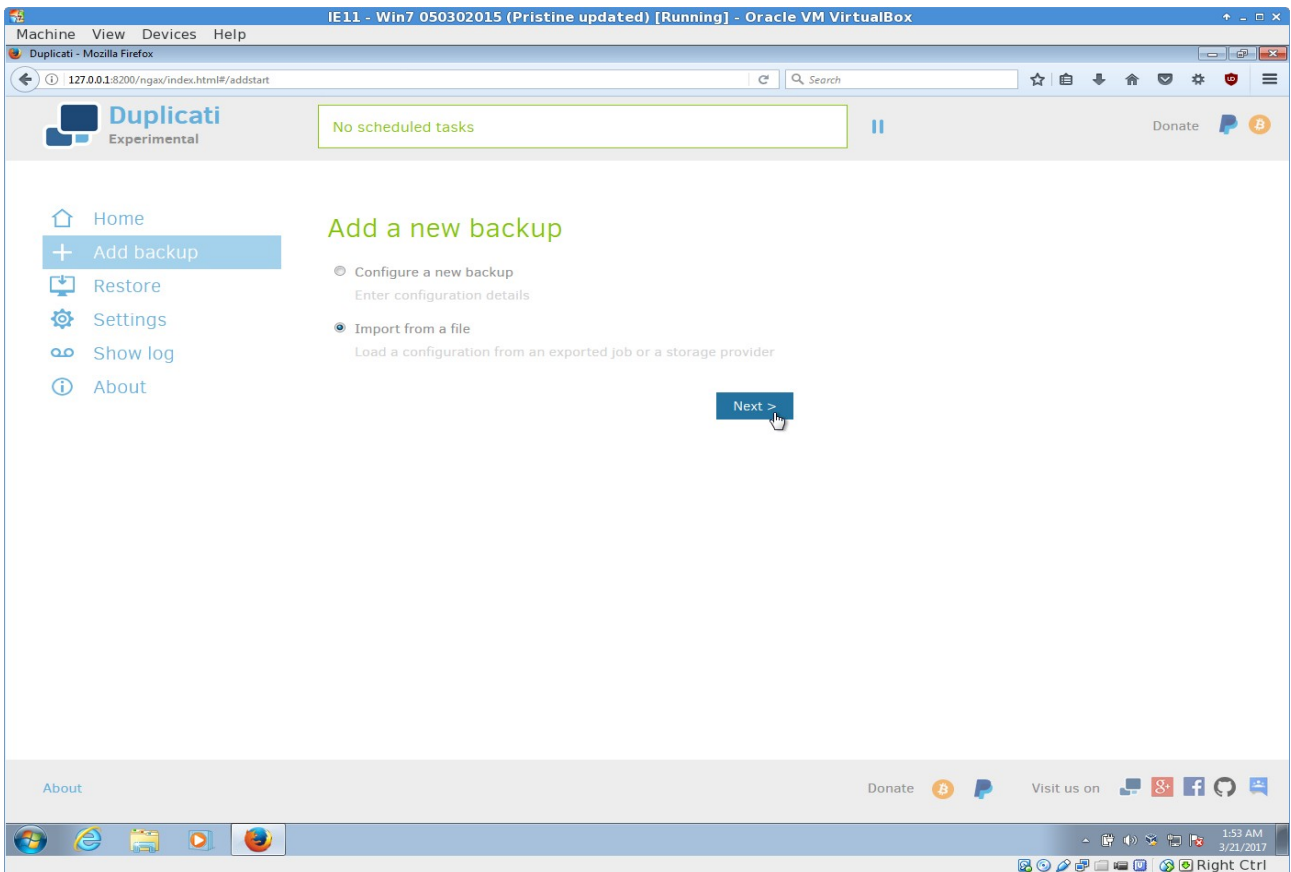 IE11 - Win7 050302015 (Pristine updated) [Running] - Oracle VM VirtualBox
Machine View Devices Help
Duplicati - Mozilla Firefox
127.0.0.1:8200/ngax/index.html#/addstart
Search
Duplicati
Experimental
No scheduled tasks
Donate
Home
Add backup
Restore
Settings
Show log
About
Add a new backup
Configure a new backup
Enter configuration details
Import from a file
Load a configuration from an exported job or a storage provider
Next >
About
Donate
Visit us on
1:53 AM
3/21/2017
Right Ctrl